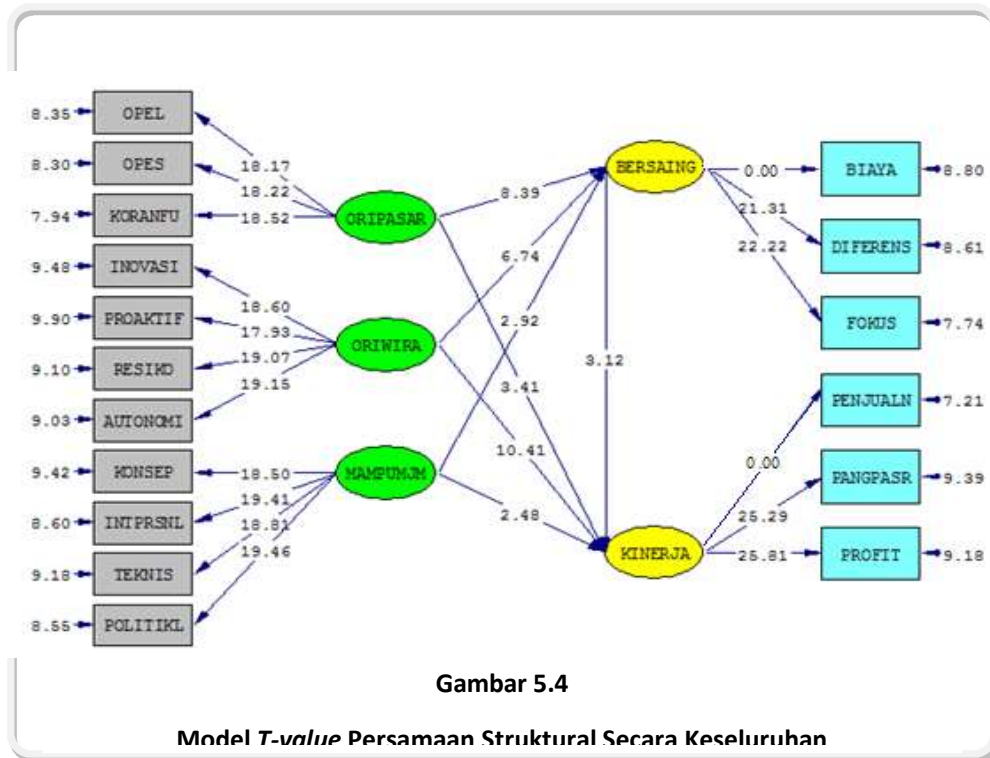 8.35 OPEL
8.30 OPES
7.94 KORANFU
9.48 INOVASI
9.90 PROAKTIF
9.10 RESIKO
9.03 AUTONOMI
9.42 KONSEP
8.60 INTPRSNL
9.18 TEKNIS
8.55 POLITIKL
18.17
18.22
18.52
18.60
17.93
19.07
19.15
18.50
19.41
18.81
19.46
ORIPASAR
ORIWIRA
MAMPUMJM
8.39
6.74
2.92
3.41
10.41
2.48
3.12
BERSAING
KINERJA
0.00
21.31
22.22
0.00
25.29
25.81
BIAYA 8.80
DIFERENS 8.61
FOKUS 7.74
PENJUALN 7.21
PANGPASR 9.39
PROFIT 9.18
Gambar 5.4
Model T-value Persamaan Struktural Secara Keseluruhan